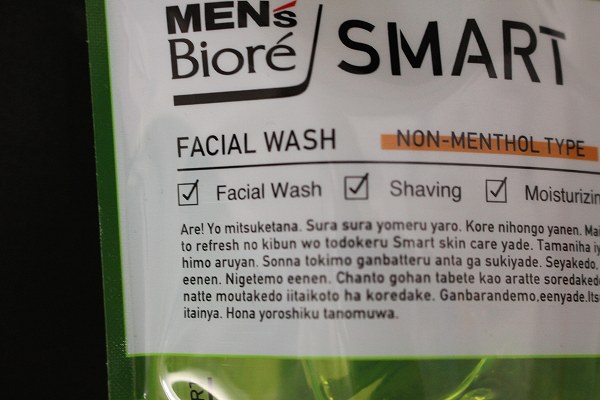 MEN's
Bioré
SMART
FACIAL WASH
NON-MENTHOL TYPE
Facial Wash
Shaving
Are! Yo mitsuketana. Sura sura yomeru yaro. Kore nihongo yanen.
to refresh no kibun wo todokeru Smart skin care yade. Tamaniha
himo aruyan. Sonna tokimo ganbatteru anta ga sukiyade. Seyakedo,
eenen. Nigetemo eenen. Chanto gohan tabete kao aratte
natte moutakedo iitaikoto ha koredake. Ganbarandemo,eenyade.
itainya. Hona yoroshiku tanomuwa.